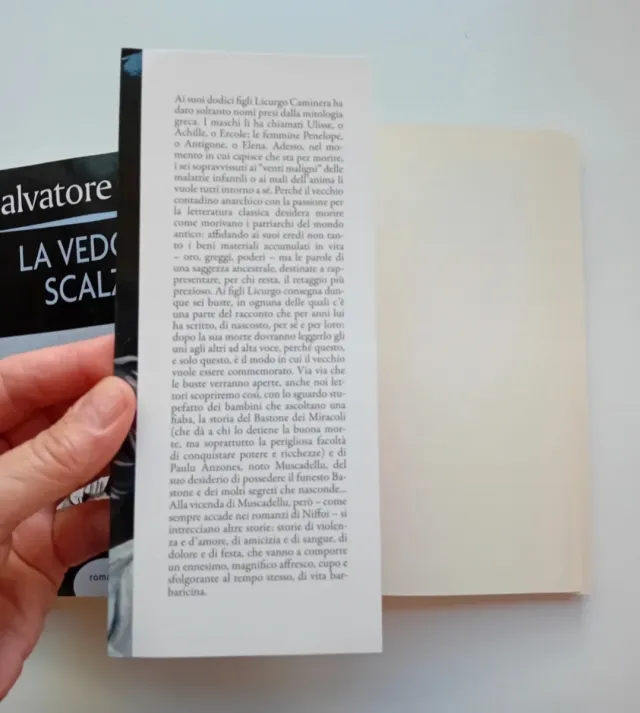 alvatore
LA VEDO
SCALZ
roma
Ai suoi dodici figli Licurgo Caminera ha
dato soltanto nomi presi dalla mitologia
greca. I maschi li ha chiamati Ulisse, o
Achille, o Ercole; le femmine Penelope,
o Antigone, o Elena. Adesso, nel mo-
mento in cui capisce che sta per morire,
i sei sopravvissuti ai “venti maligni” delle
malattie infantili o ai mali dell'anima li
vuole tutti intorno a sé. Perché il vecchio
contadino anarchico con la passione per
la letteratura classica desidera morire
come morivano i patriarchi del mondo
antico: affidando ai suoi eredi non tan-
to i beni materiali accumulati in vita
– oro, greggi, poderi – ma le parole di
una saggezza ancestrale, destinate a rap-
presentare, per chi resta, il retaggio più
prezioso. Ai figli Licurgo consegna dun-
que sei buste, in ognuna delle quali c'è
una parte del racconto che per anni lui
ha scritto, di nascosto, per sé e per loro:
dopo la sua morte dovranno leggerlo gli
uni agli altri ad alta voce, perché questo,
e solo questo, è il modo in cui il vecchio
vuole essere commemorato. Via via che
le buste verranno aperte, anche noi let-
tori scopriremo così, con lo sguardo stu-
pefatto dei bambini che ascoltano una
fiaba, la storia del Bastone dei Miracoli
(che dà a chi lo detiene la buona mor-
te, ma soprattutto la perigliosa facoltà
di conquistare potere e ricchezze) e di
Paulu Anzones, noto Muscadellu, del
suo desiderio di possedere il funesto Ba-
stone e dei molti segreti che nasconde...
Alla vicenda di Muscadellu, però – come
sempre accade nei romanzi di Niffoi – si
intrecciano altre storie: storie di violen-
za e d'amore, di amicizia e di sangue, di
dolore e di festa, che vanno a comporre
un ennesimo, magnifico affresco, cupo e
sfolgorante al tempo stesso, di vita bar-
baricina.